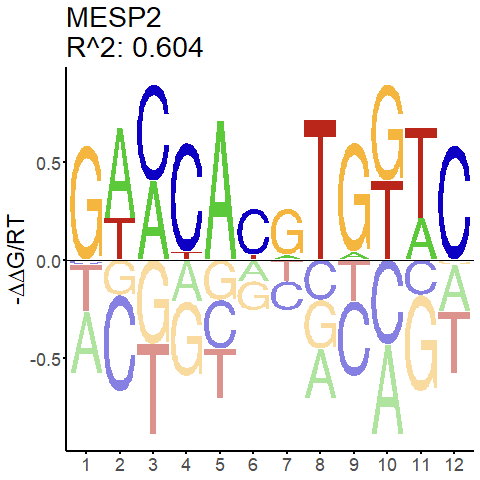 MESP2
R^2: 0.604
-ΔΔG/RT
0.5
0.0
-0.5
G A C C A C G T G G T C
T A A T T A T A T A
T G G A G A T C T C C A
A C T G C G C G C A G T
T A
1 2 3 4 5 6 7 8 9 10 11 12